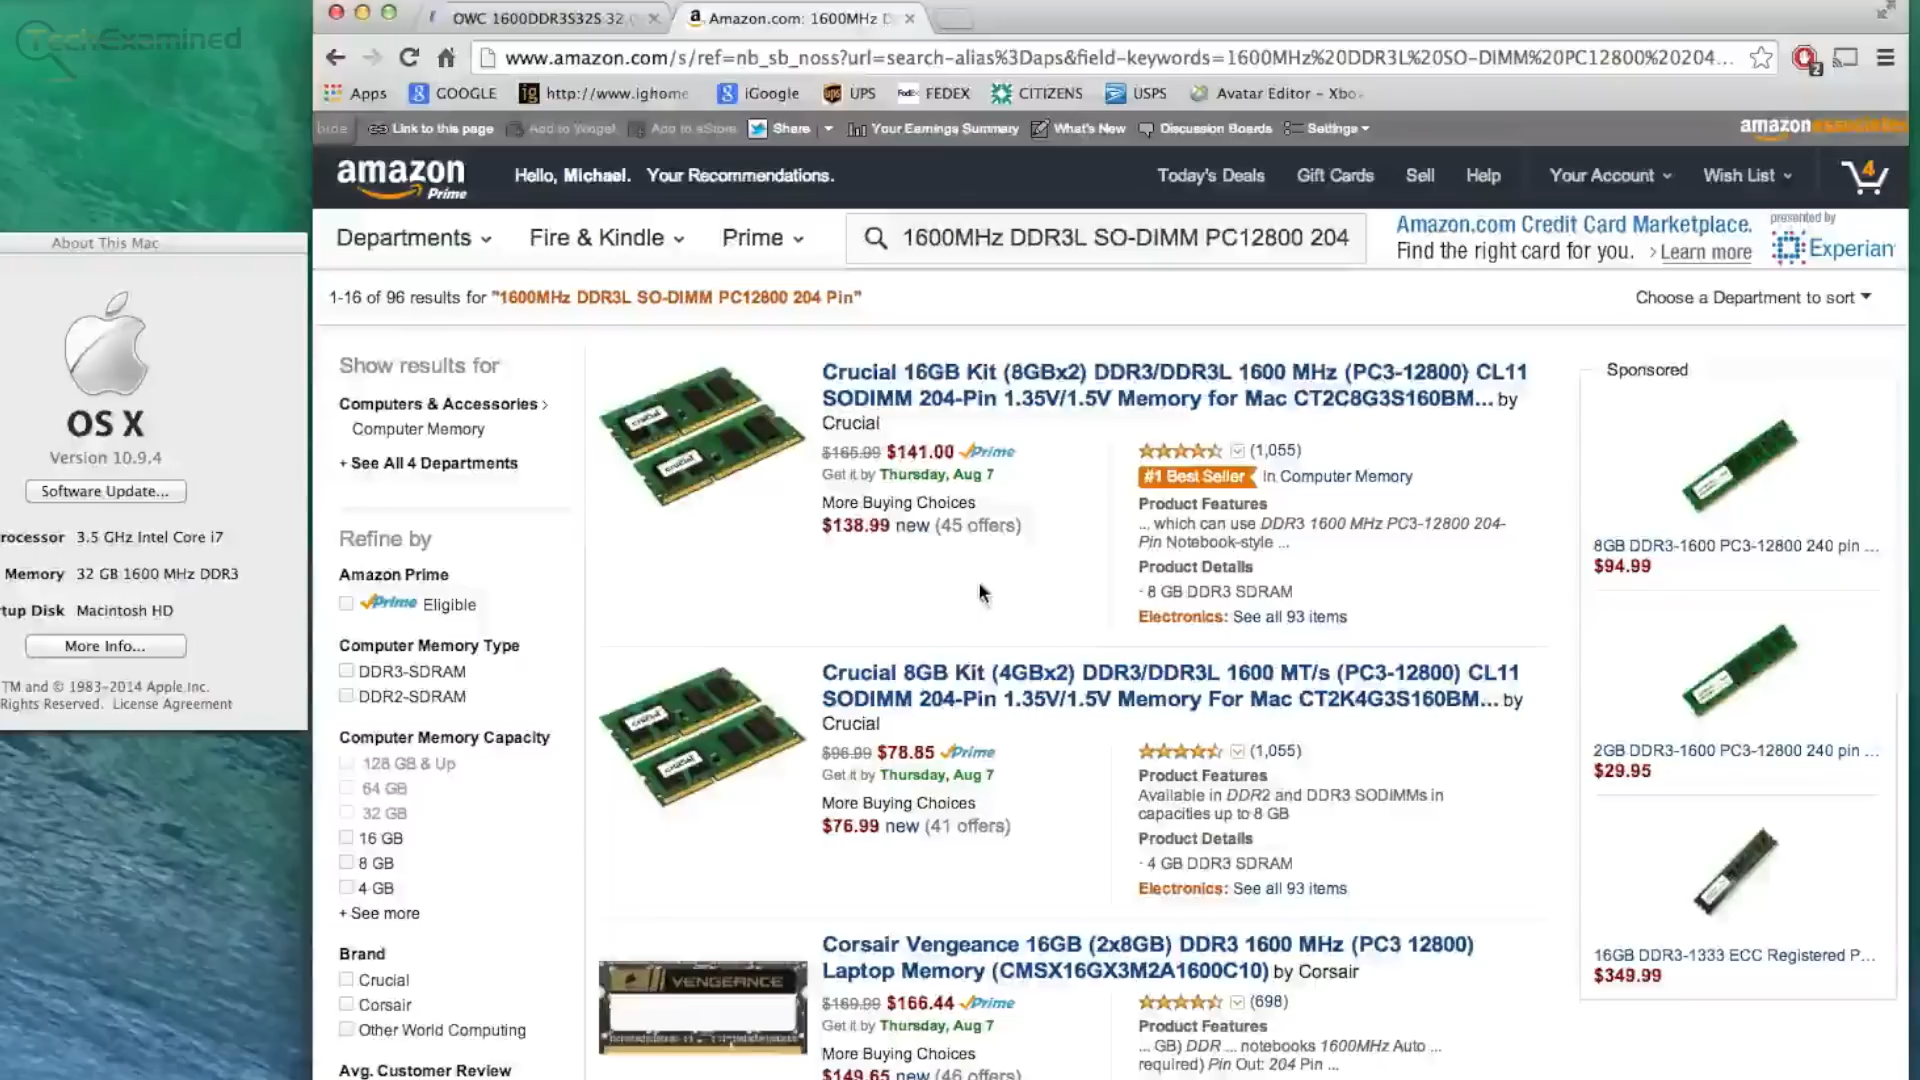 TechExamined
OWC 1600DDR3S32S 32
Amazon.com: 1600MHz D
www.amazon.com/s/ref=nb_sb_noss?url=search-alias%3Daps&field-keywords=1600MHz%20DDR3L%20SO-DIMM%20PC12800%20204...
2
Apps
GOOGLE
http://www.ighome
iGoogle
UPS
FEDEX
CITIZENS
USPS
Avatar Editor - Xbo
hide
Link to this page
Add to Widget
Add to aStore
Share
Your Earnings Summary
What's New
Discussion Boards
Settings
amazon associates
amazon
Prime
Hello, Michael. Your Recommendations.
Today's Deals
Gift Cards
Sell
Help
Your Account
Wish List
4
Departments
Fire & Kindle
Prime
1600MHz DDR3L SO-DIMM PC12800 204
Amazon.com Credit Card Marketplace.
Find the right card for you. › Learn more
presented by
Experian
1-16 of 96 results for "1600MHz DDR3L SO-DIMM PC12800 204 Pin"
Choose a Department to sort
About This Mac
OS X
Version 10.9.4
Software Update...
rocessor 3.5 GHz Intel Core i7
Memory 32 GB 1600 MHz DDR3
tup Disk Macintosh HD
More Info...
TM and © 1983-2014 Apple Inc.
Rights Reserved. License Agreement
Show results for
Computers & Accessories ›
Computer Memory
+ See All 4 Departments
Refine by
Amazon Prime
Prime Eligible
Computer Memory Type
DDR3-SDRAM
DDR2-SDRAM
Computer Memory Capacity
128 GB & Up
64 GB
32 GB
16 GB
8 GB
4 GB
+ See more
Brand
Crucial
Corsair
Other World Computing
Avg. Customer Review
crucial
crucial
Crucial 16GB Kit (8GBx2) DDR3/DDR3L 1600 MHz (PC3-12800) CL11
SODIMM 204-Pin 1.35V/1.5V Memory for Mac CT2C8G3S160BM... by
Crucial
$165.99 $141.00 Prime
Get it by Thursday, Aug 7
More Buying Choices
$138.99 new (45 offers)
(1,055)
#1 Best Seller in Computer Memory
Product Features
... which can use DDR3 1600 MHz PC3-12800 204-
Pin Notebook-style ...
Product Details
- 8 GB DDR3 SDRAM
Electronics: See all 93 items
crucial
crucial
Crucial 8GB Kit (4GBx2) DDR3/DDR3L 1600 MT/s (PC3-12800) CL11
SODIMM 204-Pin 1.35V/1.5V Memory For Mac CT2K4G3S160BM... by
Crucial
$96.99 $78.85 Prime
Get it by Thursday, Aug 7
More Buying Choices
$76.99 new (41 offers)
(1,055)
Product Features
Available in DDR2 and DDR3 SODIMMs in
capacities up to 8 GB
Product Details
- 4 GB DDR3 SDRAM
Electronics: See all 93 items
VENGEANCE
Corsair Vengeance 16GB (2x8GB) DDR3 1600 MHz (PC3 12800)
Laptop Memory (CMSX16GX3M2A1600C10) by Corsair
$169.99 $166.44 Prime
Get it by Thursday, Aug 7
More Buying Choices
$149.65 new (46 offers)
(698)
Product Features
... GB) DDR ... notebooks 1600MHz Auto ...
required) Pin Out: 204 Pin ...
Sponsored
8GB DDR3-1600 PC3-12800 240 pin ...
$94.99
2GB DDR3-1600 PC3-12800 240 pin ...
$29.95
16GB DDR3-1333 ECC Registered P...
$349.99